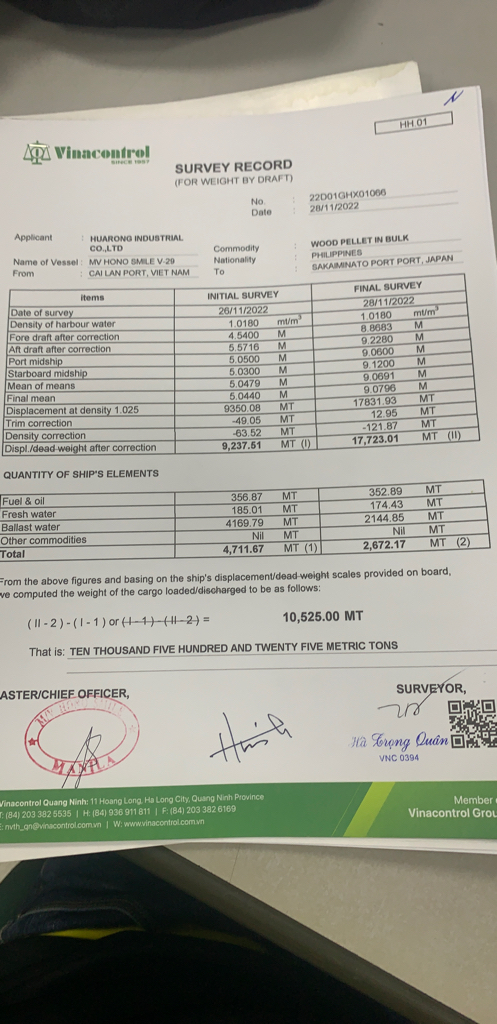 N
HH.01
Vinacontrol
SINCE 1957
SURVEY RECORD
(FOR WEIGHT BY DRAFT)
No. : 22D01GHX01066
Date : 28/11/2022
Applicant : HUARONG INDUSTRIAL CO.,LTD
Commodity : WOOD PELLET IN BULK
Name of Vessel : MV HONO SMILE V-29
Nationality : PHILIPPINES
From : CAI LAN PORT, VIET NAM
To : SAKAIMINATO PORT PORT, JAPAN
Items INITIAL SURVEY FINAL SURVEY
Date of survey 26/11/2022 28/11/2022
Density of harbour water 1.0180 mt/m³ 1.0180 mt/m³
Fore draft after correction 4.5400 M 8.8683 M
Aft draft after correction 5.5716 M 9.2280 M
Port midship 5.0500 M 9.0600 M
Starboard midship 5.0300 M 9.1200 M
Mean of means 5.0479 M 9.0691 M
Final mean 5.0440 M 9.0796 M
Displacement at density 1.025 9350.08 MT 17831.93 MT
Trim correction -49.05 MT 12.95 MT
Density correction -63.52 MT -121.87 MT
Displ./dead weight after correction 9,237.51 MT (I) 17,723.01 MT (II)
QUANTITY OF SHIP'S ELEMENTS
Fuel & oil 356.87 MT 352.89 MT
Fresh water 185.01 MT 174.43 MT
Ballast water 4169.79 MT 2144.85 MT
Other commodities Nil MT Nil MT
Total 4,711.67 MT (1) 2,672.17 MT (2)
From the above figures and basing on the ship's displacement/dead-weight scales provided on board,
we computed the weight of the cargo loaded/discharged to be as follows:
(II - 2) - (I - 1) or (I - 1) - (II - 2) = 10,525.00 MT
That is: TEN THOUSAND FIVE HUNDRED AND TWENTY FIVE METRIC TONS
ASTER/CHIEF OFFICER,
SURVEYOR,
MANILA
Hà Trọng Quân
VNC 0394
Vinacontrol Quang Ninh: 11 Hoang Long, Ha Long City, Quang Ninh Province
T: (84) 203 382 5535 | H: (84) 936 911 811 | F: (84) 203 382 6169
E: nvth_qn@vinacontrol.com.vn | W: www.vinacontrol.com.vn
Member
Vinacontrol Grou